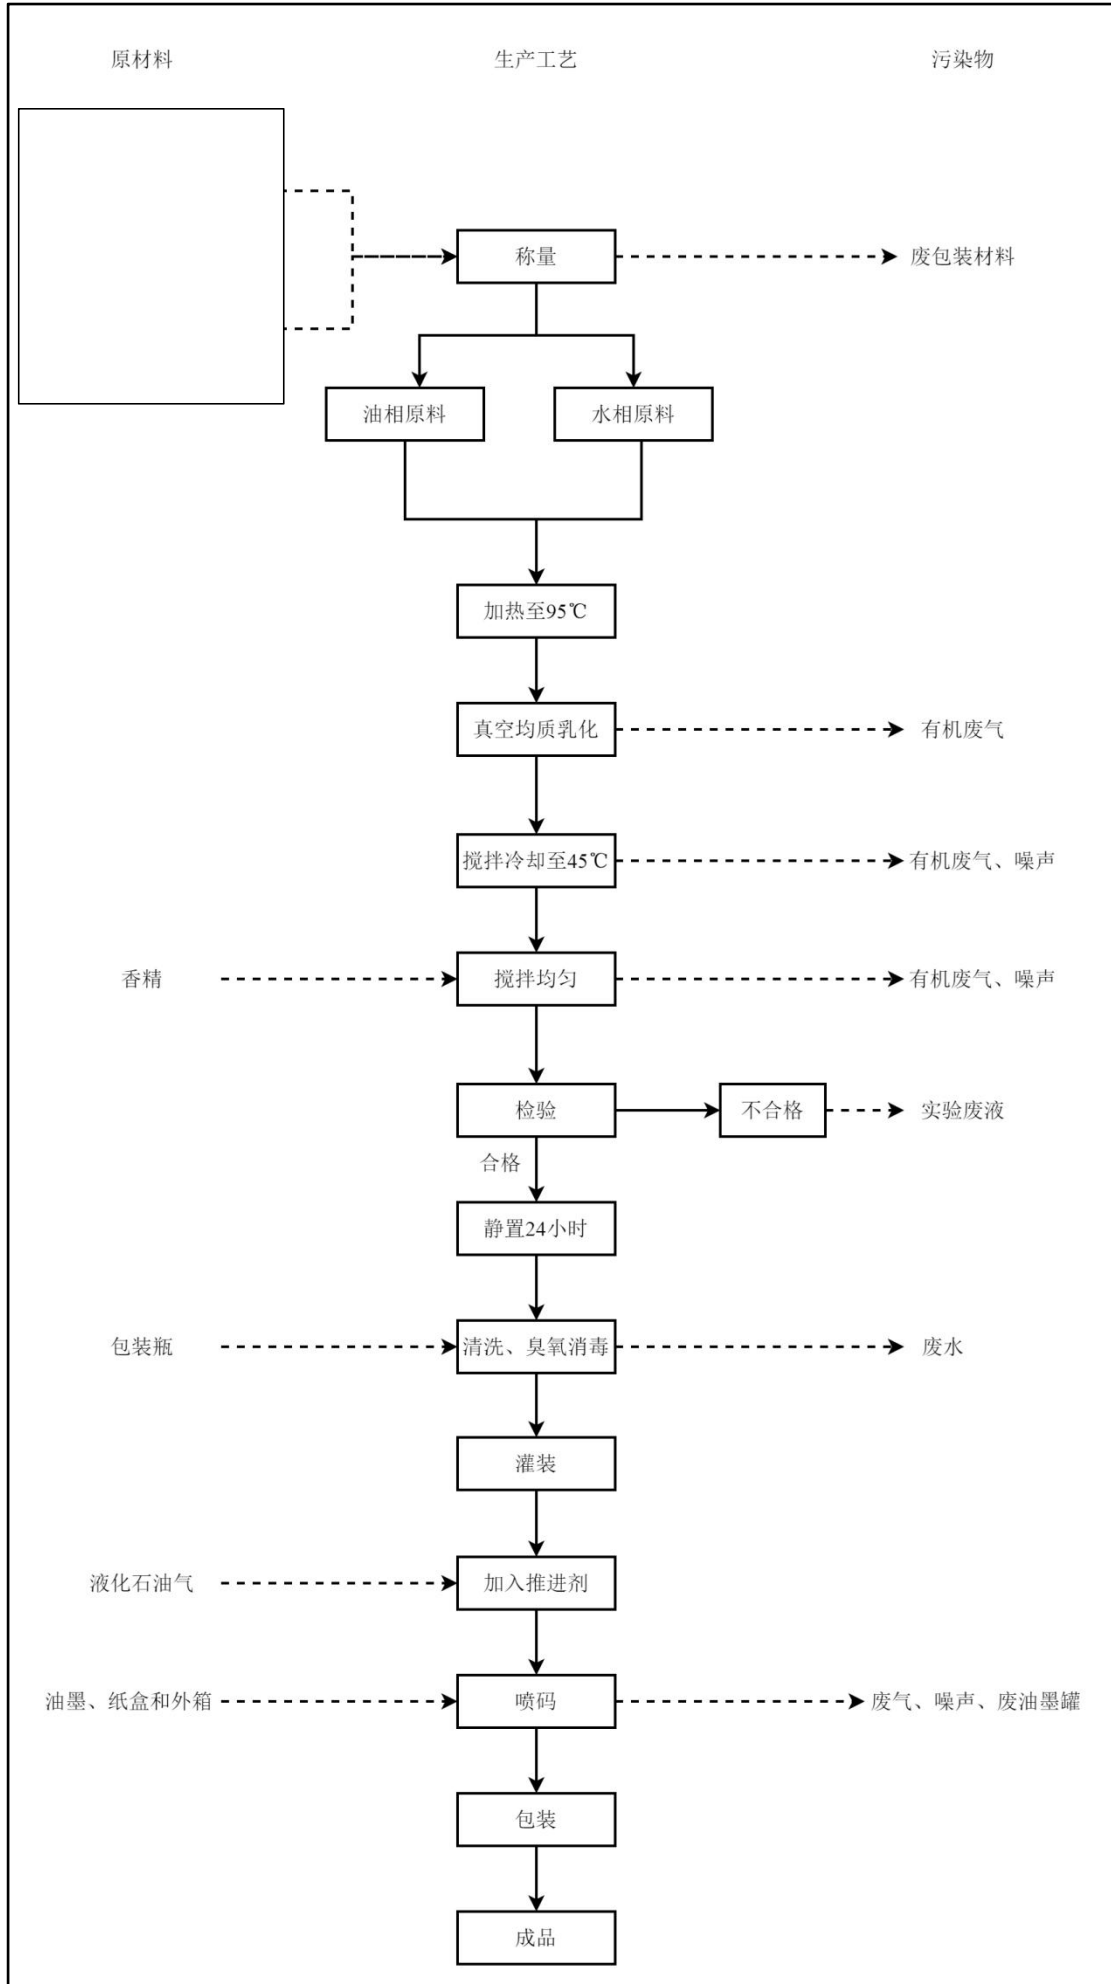 原材料 生产工艺 污染物
称量 废包装材料
油相原料 水相原料
加热至95℃
真空均质乳化 有机废气
搅拌冷却至45℃ 有机废气、噪声
香精 搅拌均匀 有机废气、噪声
检验 不合格 实验废液
合格
静置24小时
包装瓶 清洗、臭氧消毒 废水
灌装
液化石油气 加入推进剂
油墨、纸盒和外箱 喷码 废气、噪声、废油墨罐
包装
成品